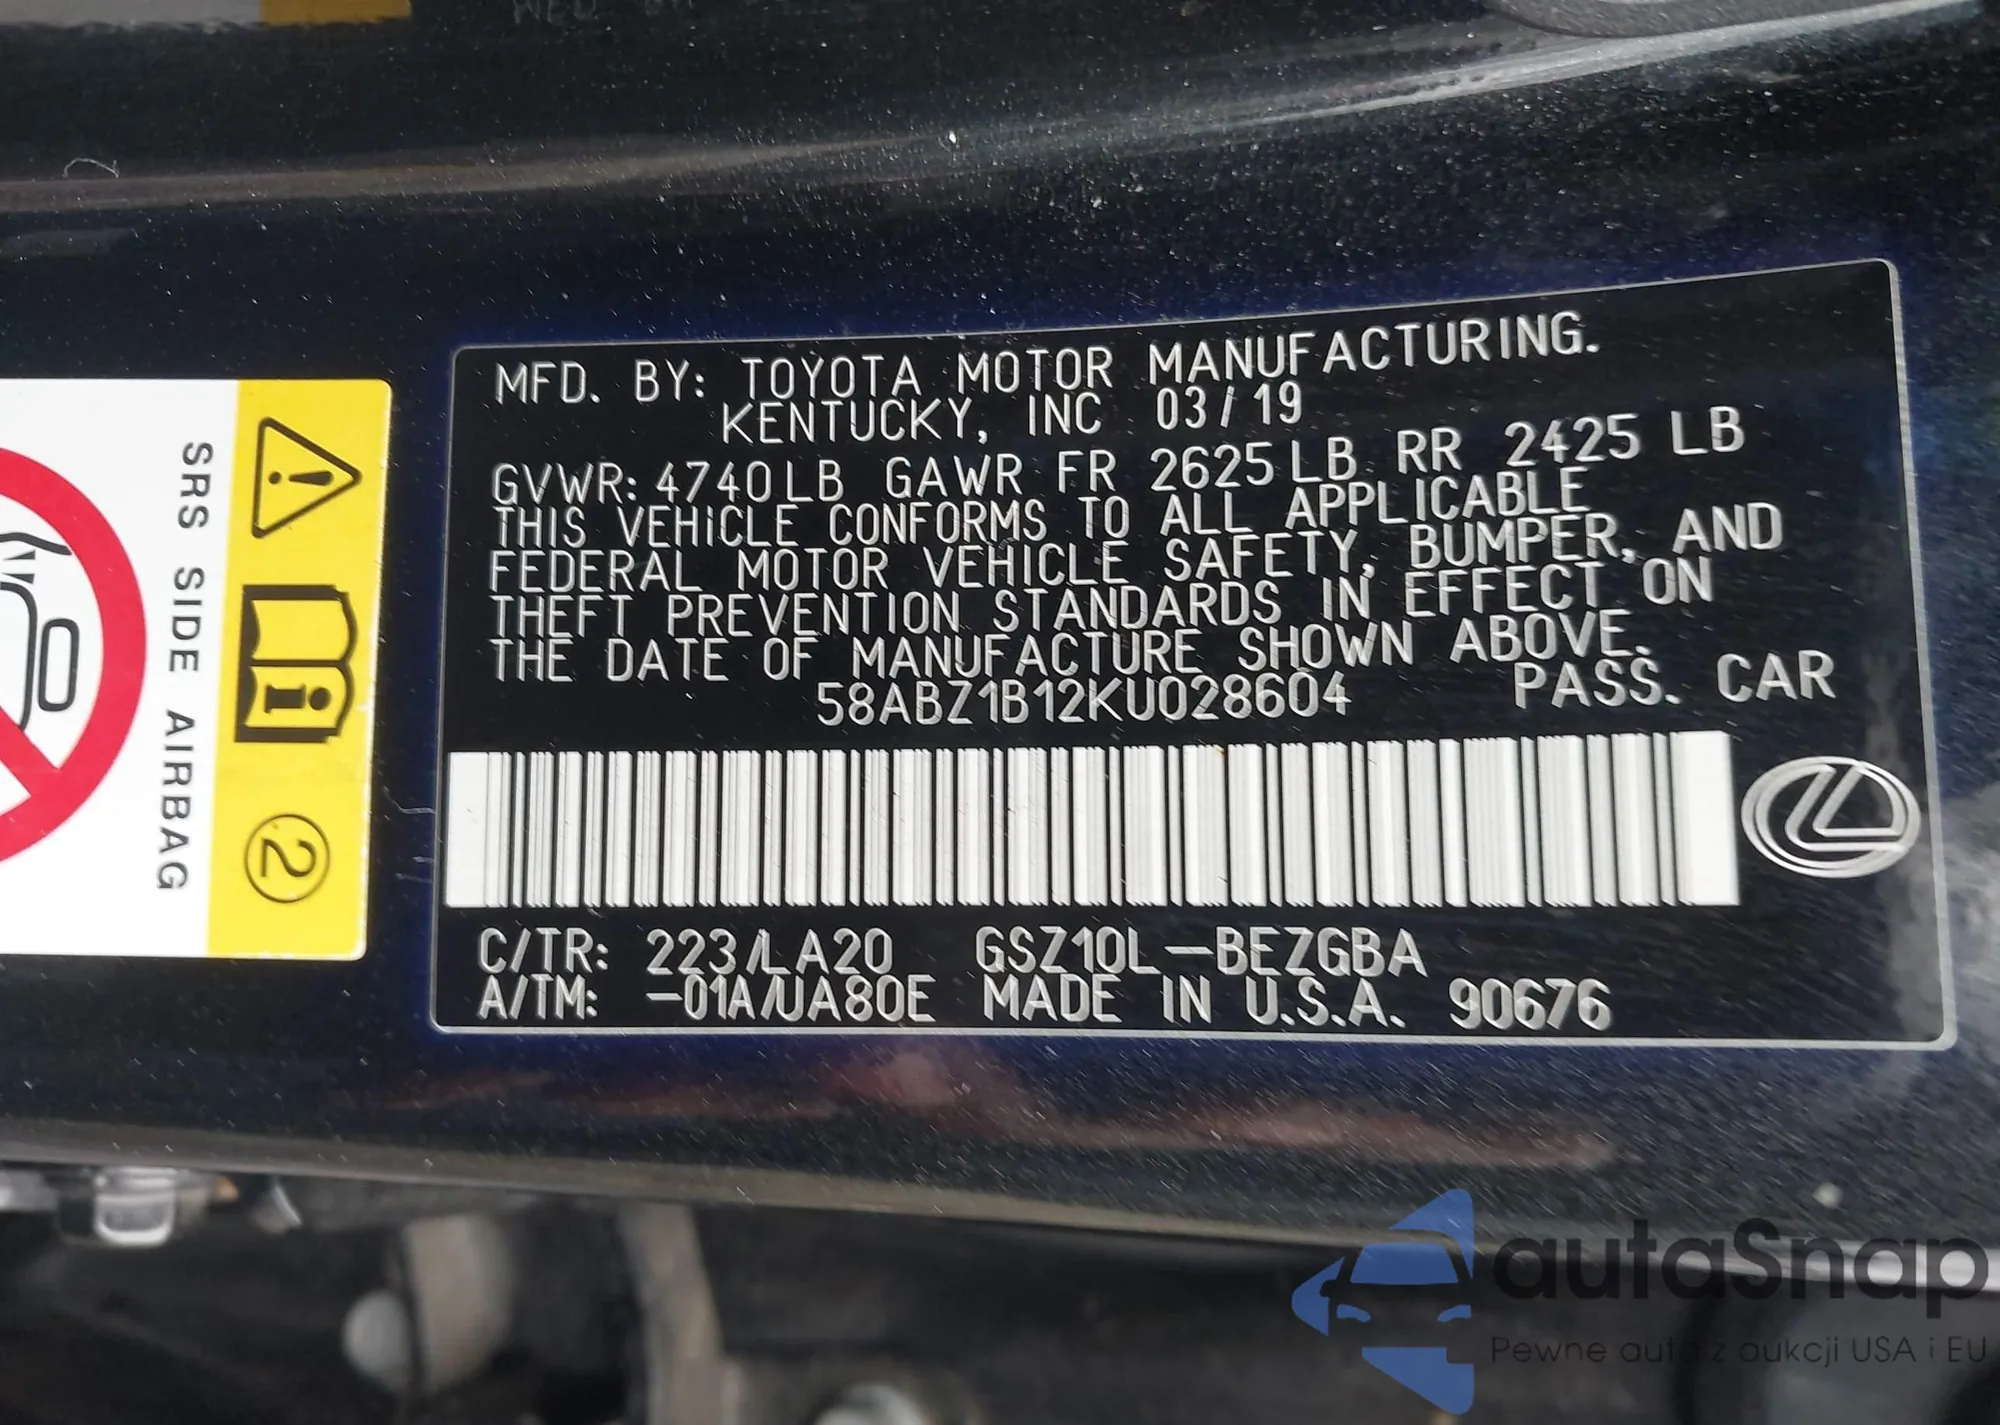 MFD. BY: TOYOTA MOTOR MANUFACTURING.
KENTUCKY, INC 03/19
GVWR: 4740LB GAWR FR 2625LB RR 2425 LB
THIS VEHICLE CONFORMS TO ALL APPLICABLE
FEDERAL MOTOR VEHICLE SAFETY, BUMPER, AND
THEFT PREVENTION STANDARDS IN EFFECT ON
THE DATE OF MANUFACTURE SHOWN ABOVE.
58ABZ1B12KU028604 PASS. CAR
C/TR: 223/LA20 GSZ10L-BEZGBA
A/TM: -01A/UA80E MADE IN U.S.A. 90676
SRS SIDE AIRBAG
2
autaSnap
Pewne auta z aukcji USA i EU